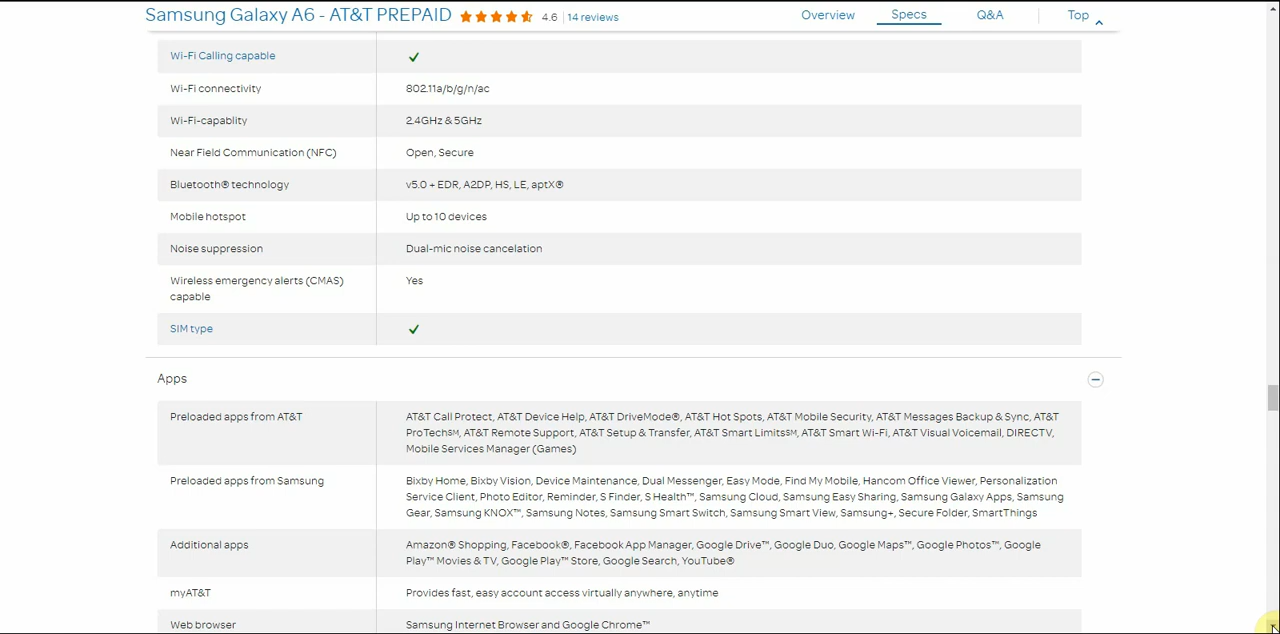 Samsung Galaxy A6 - AT&T PREPAID 4.6 14 reviews Overview Specs Q&A Top
Wi-Fi Calling capable
Wi-Fi connectivity 802.11a/b/g/n/ac
Wi-Fi-capablity 2.4GHz & 5GHz
Near Field Communication (NFC) Open, Secure
Bluetooth® technology v5.0 + EDR, A2DP, HS, LE, aptX®
Mobile hotspot Up to 10 devices
Noise suppression Dual-mic noise cancelation
Wireless emergency alerts (CMAS) Yes
capable
SIM type
Apps
Preloaded apps from AT&T AT&T Call Protect, AT&T Device Help, AT&T DriveMode®, AT&T Hot Spots, AT&T Mobile Security, AT&T Messages Backup & Sync, AT&T
ProTech℠, AT&T Remote Support, AT&T Setup & Transfer, AT&T Smart Limits℠, AT&T Smart Wi-Fi, AT&T Visual Voicemail, DIRECTV,
Mobile Services Manager (Games)
Preloaded apps from Samsung Bixby Home, Bixby Vision, Device Maintenance, Dual Messenger, Easy Mode, Find My Mobile, Hancom Office Viewer, Personalization
Service Client, Photo Editor, Reminder, S Finder, S Health™, Samsung Cloud, Samsung Easy Sharing, Samsung Galaxy Apps, Samsung
Gear, Samsung KNOX™, Samsung Notes, Samsung Smart Switch, Samsung Smart View, Samsung+, Secure Folder, SmartThings
Additional apps Amazon® Shopping, Facebook®, Facebook App Manager, Google Drive™, Google Duo, Google Maps™, Google Photos™, Google
Play™ Movies & TV, Google Play™ Store, Google Search, YouTube®
myAT&T Provides fast, easy account access virtually anywhere, anytime
Web browser Samsung Internet Browser and Google Chrome™